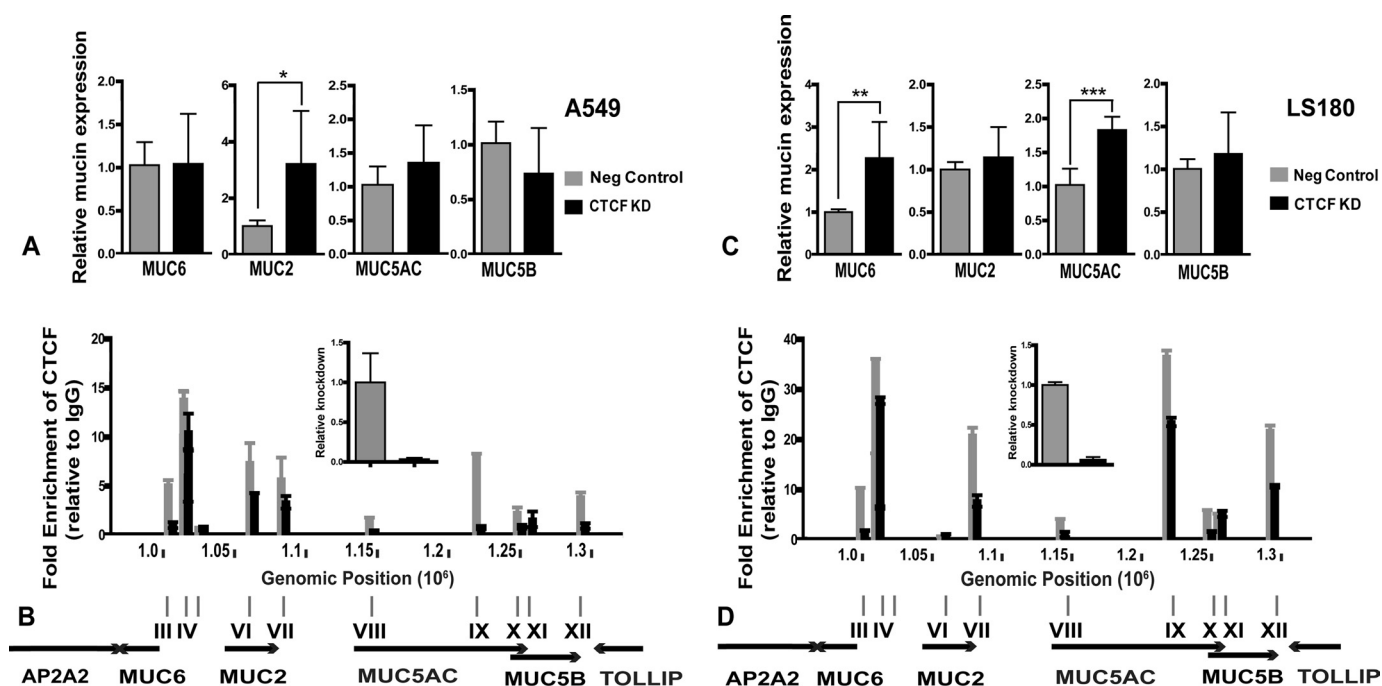 Relative mucin expression
2.0
1.5
1.0
0.5
0.0
MUC6
6
4
2
0
*
MUC2
2.5
2.0
1.5
1.0
0.5
0.0
MUC5AC
1.5
1.0
0.5
0.0
MUC5B
A549
Neg Control
CTCF KD
A
Relative mucin expression
4
3
2
1
0
**
MUC6
2.0
1.5
1.0
0.5
0.0
MUC2
2.5
2.0
1.5
1.0
0.5
0.0
***
MUC5AC
2.0
1.5
1.0
0.5
0.0
MUC5B
LS180
Neg Control
CTCF KD
C
Fold Enrichment of CTCF
(relative to IgG)
20
15
10
5
0
Relative knockdown
1.5
1.0
0.5
0.0
1.0 1.05 1.1 1.15 1.2 1.25 1.3
Genomic Position (10⁶)
B
III IV VI VII VIII IX X XI XII
AP2A2 MUC6 MUC2 MUC5AC MUC5B TOLLIP
Fold Enrichment of CTCF
(relative to IgG)
40
30
20
10
0
Relative knockdown
1.5
1.0
0.5
0.0
1.0 1.05 1.1 1.15 1.2 1.25 1.3
Genomic Position (10⁶)
D
III IV VI VII VIII IX X XI XII
AP2A2 MUC6 MUC2 MUC5AC MUC5B TOLLIP